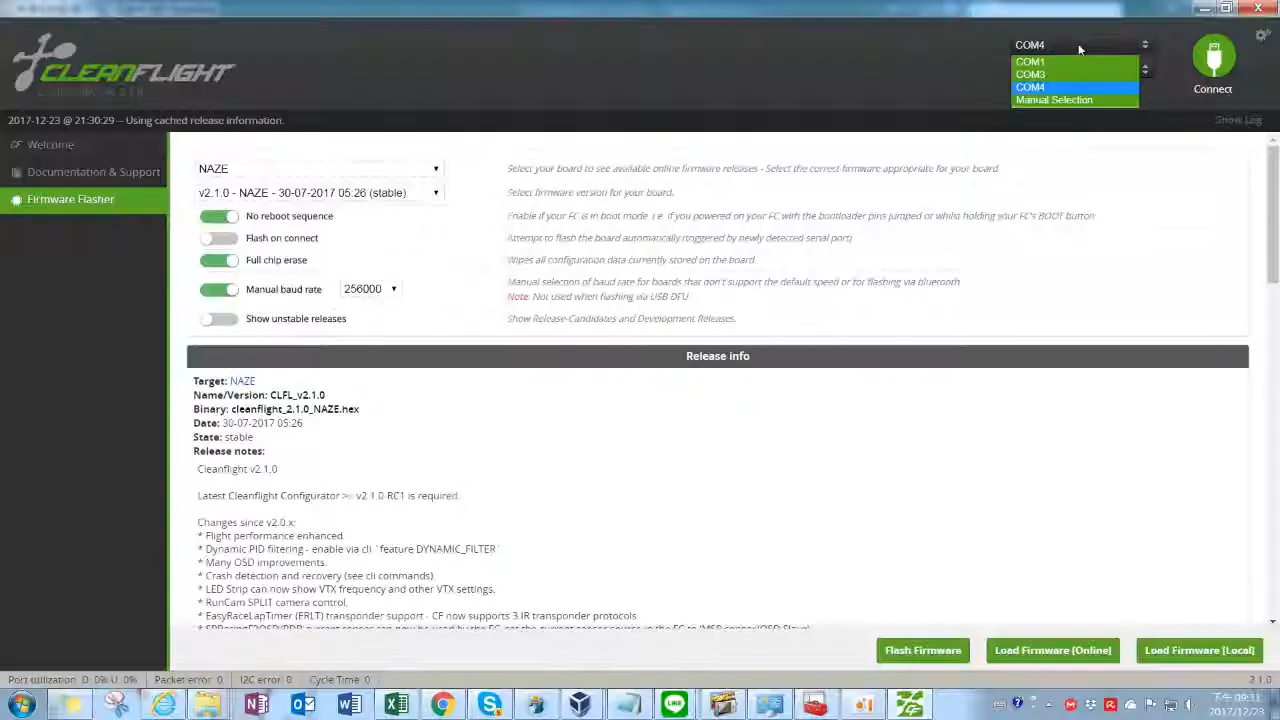 CLEANFLIGHT
COM4
COM1
COM3
COM4
Manual Selection
Connect
2017-12-23 @ 21:30:29 -- Using cached release information.
Show Log
Welcome
Documentation & Support
Firmware Flasher
NAZE
Select your board to see available online firmware releases - Select the correct firmware appropriate for your board.
v2.1.0 - NAZE - 30-07-2017 05:26 (stable)
Select firmware version for your board.
No reboot sequence
Enable if your FC is in boot mode. i.e. if you powered on your FC with the bootloader pins jumped or whilst holding your FC's BOOT button
Flash on connect
Attempt to flash the board automatically (triggered by newly detected serial port)
Full chip erase
Wipes all configuration data currently stored on the board.
Manual baud rate
256000
Manual selection of baud rate for boards that don't support the default speed or for flashing via bluetooth.
Note: Not used when flashing via USB DFU
Show unstable releases
Show Release-Candidates and Development Releases.
Release info
Target: NAZE
Name/Version: CLFL_v2.1.0
Binary: cleanflight_2.1.0_NAZE.hex
Date: 30-07-2017 05:26
State: stable
Release notes:
Cleanflight v2.1.0
Latest Cleanflight Configurator >= v2.1.0-RC1 is required.
Changes since v2.0.x:
* Flight performance enhanced.
* Dynamic PID filtering - enable via cli `feature DYNAMIC_FILTER`
* Many OSD improvements.
* Crash detection and recovery (see cli commands).
* LED Strip can now show VTX frequency and other VTX settings.
* RunCam SPLIT camera control.
* EasyRaceLapTimer (ERLT) transponder support - CF now supports 3 IR transponder protocols
Flash Firmware
Load Firmware [Online]
Load Firmware [Local]
Port utilization: D: 0% U: 0%
Packet error: 0
I2C error: 0
Cycle Time: 0
2.1.0
下午 09:31
2017/12/23